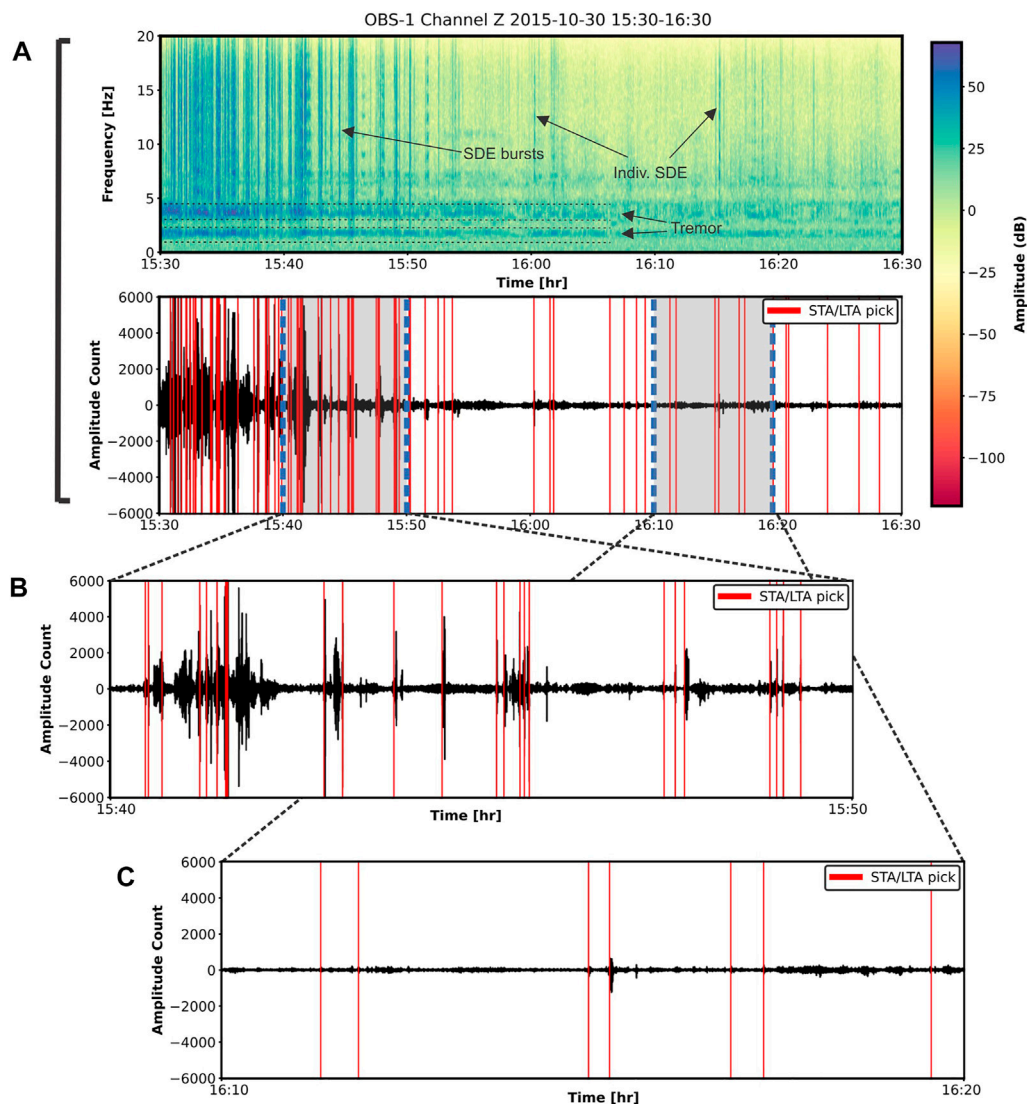 OBS-1 Channel Z 2015-10-30 15:30-16:30
A
20
15
10
5
0
Frequency [Hz]
SDE bursts
Indiv. SDE
Tremor
15:30 15:40 15:50 16:00 16:10 16:20 16:30
Time [hr]
50
25
0
−25
−50
−75
−100
Amplitude (dB)
6000
4000
2000
0
−2000
−4000
−6000
Amplitude Count
STA/LTA pick
15:30 15:40 15:50 16:00 16:10 16:20 16:30
B
6000
4000
2000
0
−2000
−4000
−6000
Amplitude Count
STA/LTA pick
15:40 15:50
Time [hr]
C
6000
4000
2000
0
−2000
−4000
−6000
Amplitude Count
STA/LTA pick
16:10 16:20
Time [hr]